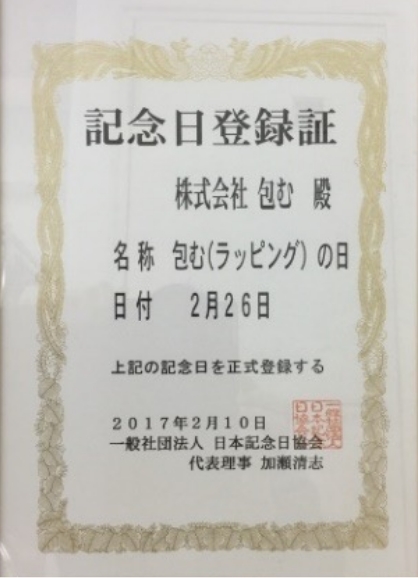 記念日登録証
株式会社 包む 殿
名称 包む(ラッピング)の日
日付 2月26日
上記の記念日を正式登録する
2017年2月10日
一般社団法人 日本記念日協会
代表理事 加瀬清志